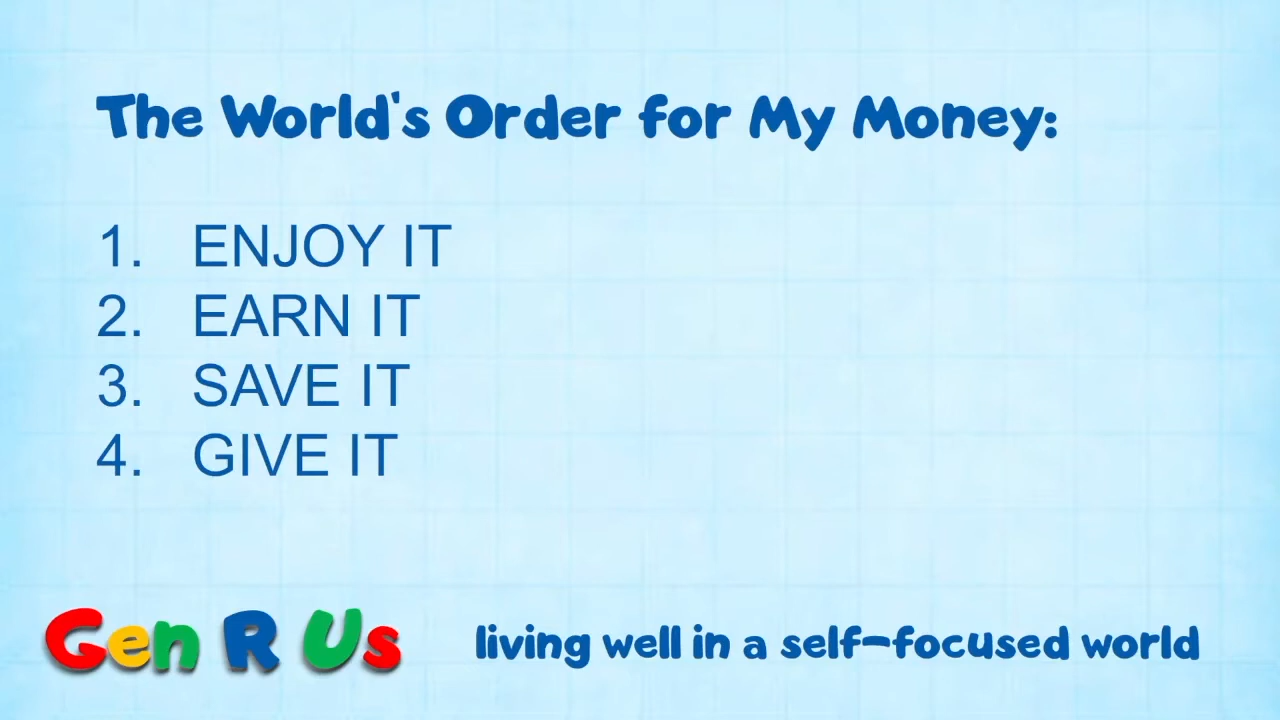 The World's Order for My Money:
1. ENJOY IT
2. EARN IT
3. SAVE IT
4. GIVE IT
Gen R Us living well in a self-focused world